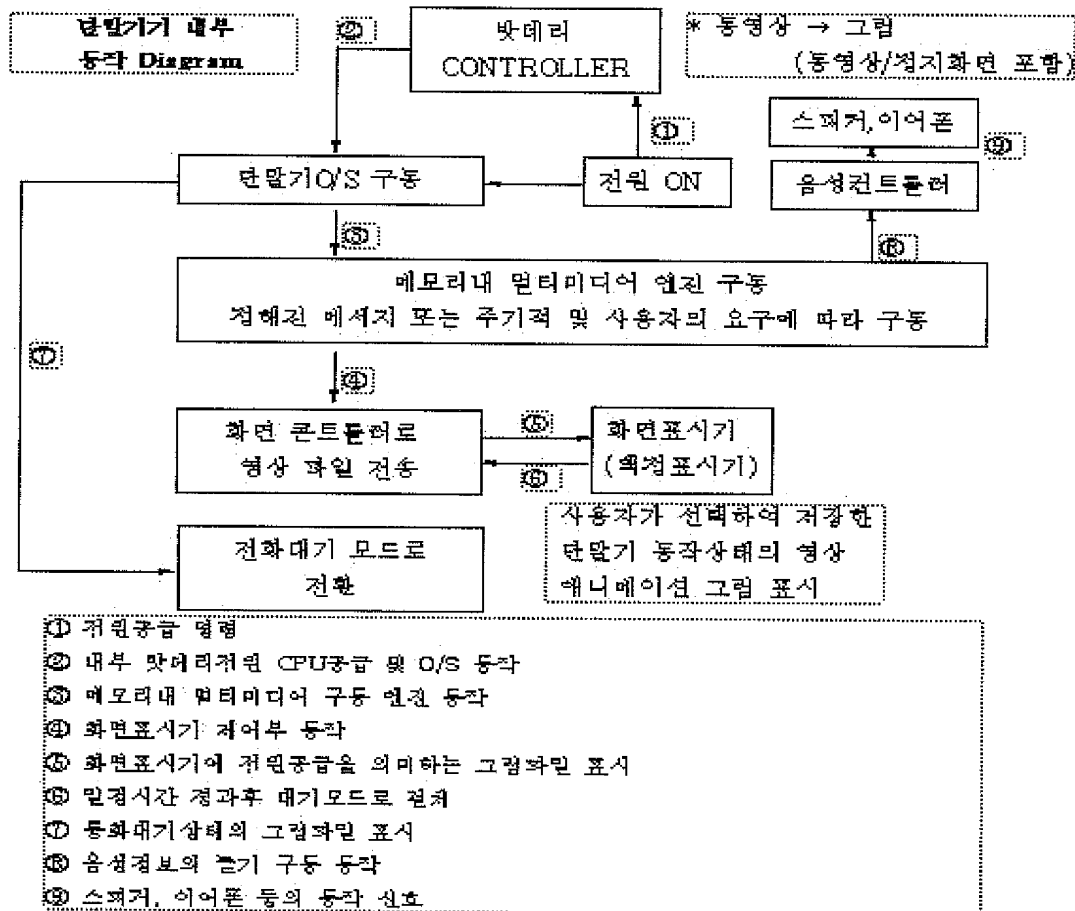 단말기기 내부
동작 Diagram
②
밧데리
CONTROLLER
* 동영상 → 그림
(동영상/정지화면 포함)
①
스피커,이어폰
⑨
단말기O/S 구동
전원 ON
음성컨트롤러
③
⑧
메모리내 멀티미디어 엔진 구동
정해진 메세지 또는 주기적 및 사용자의 요구에 따라 구동
⑦
④
화면 콘트롤러로
영상 파일 전송
⑤
⑥
화면표시기
(액정표시기)
사용자가 선택하여 저장한
단말기 동작상태의 영상
애니메이션 그림 표시
전화대기 모드로
전환
① 전원공급 명령
② 내부 밧데리전원 CPU공급 및 O/S 동작
③ 메모리내 멀티미디어 구동 엔진 동작
④ 화면표시기 제어부 동작
⑤ 화면표시기에 전원공급을 의미하는 그림파일 표시
⑥ 일정시간 경과후 대기모드로
⑦ 통화대기상태의 그림파일 표시
⑧ 음성정보의 듣기 구동 동작
⑨ 스피커, 이어폰 등의 동작 신호